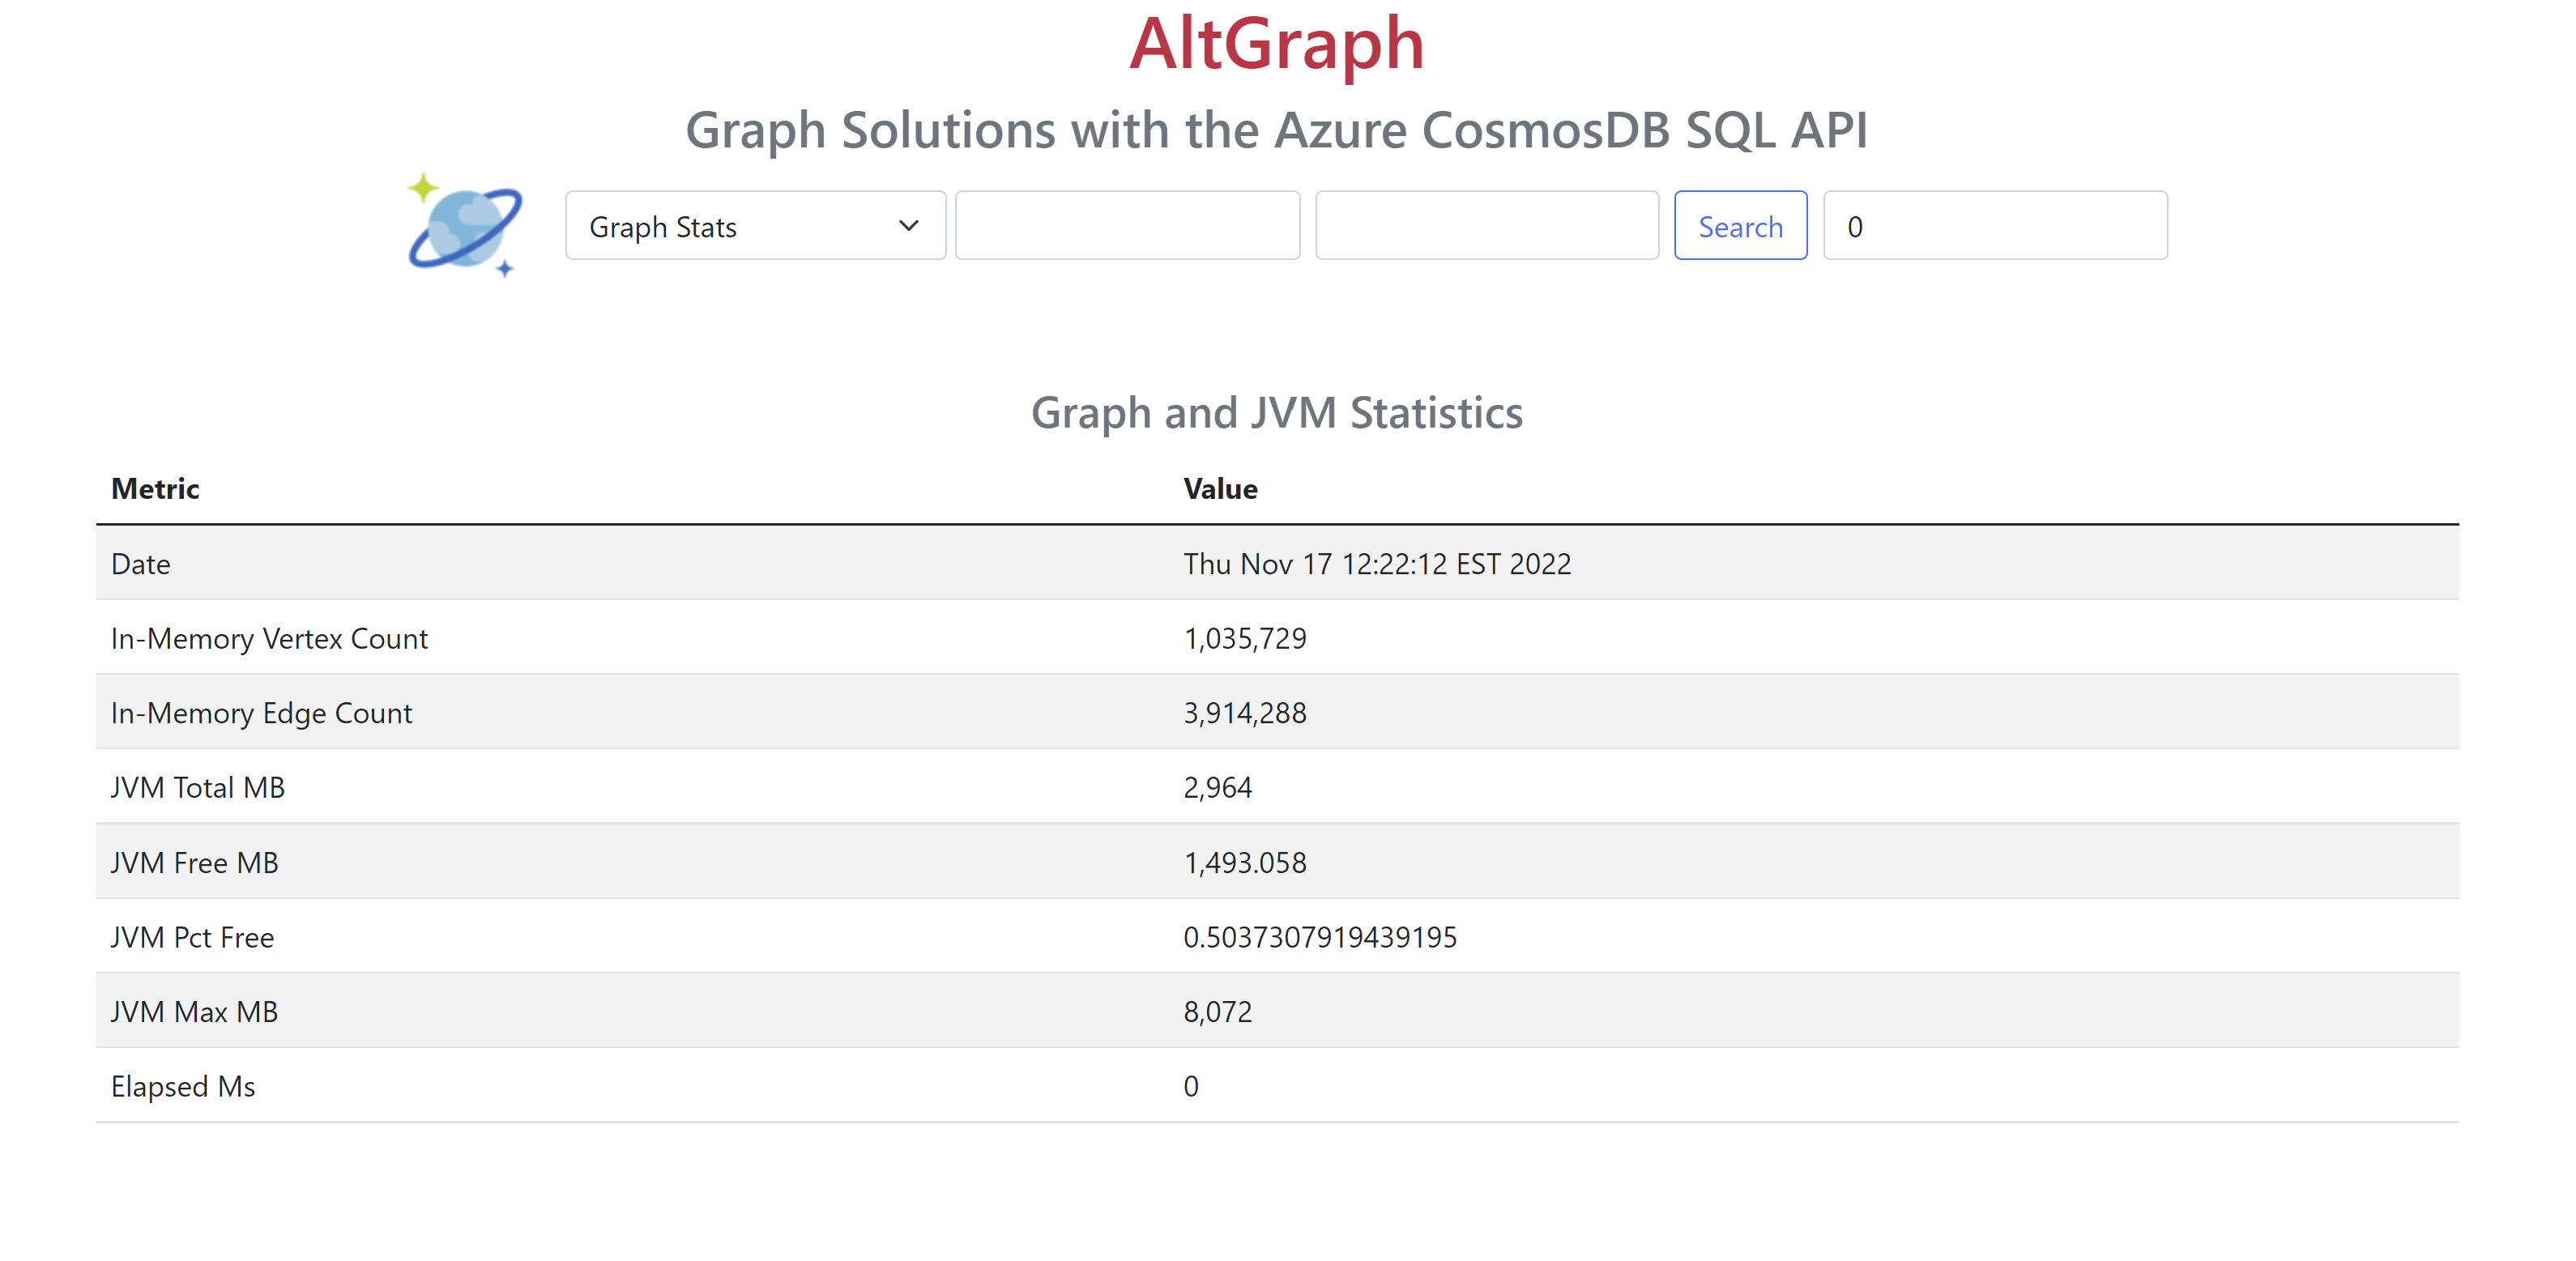 AltGraph
Graph Solutions with the Azure CosmosDB SQL API
Graph Stats Search 0
Graph and JVM Statistics
Metric Value
Date Thu Nov 17 12:22:12 EST 2022
In-Memory Vertex Count 1,035,729
In-Memory Edge Count 3,914,288
JVM Total MB 2,964
JVM Free MB 1,493.058
JVM Pct Free 0.5037307919439195
JVM Max MB 8,072
Elapsed Ms 0